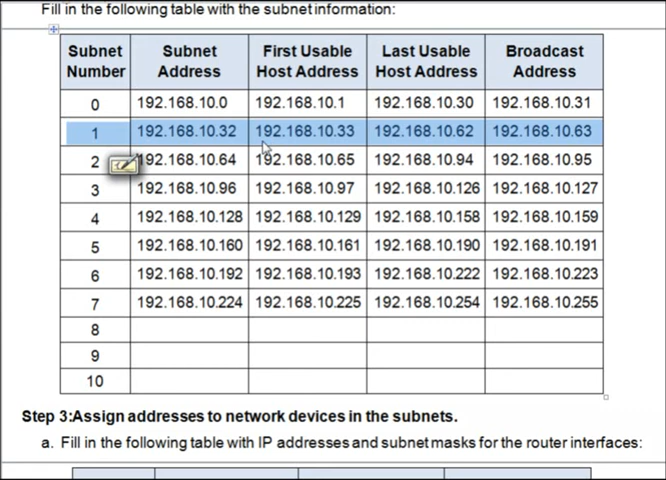 Fill in the following table with the subnet information:
Subnet Number Subnet Address First Usable Host Address Last Usable Host Address Broadcast Address
0 192.168.10.0 192.168.10.1 192.168.10.30 192.168.10.31
1 192.168.10.32 192.168.10.33 192.168.10.62 192.168.10.63
2 192.168.10.64 192.168.10.65 192.168.10.94 192.168.10.95
3 192.168.10.96 192.168.10.97 192.168.10.126 192.168.10.127
4 192.168.10.128 192.168.10.129 192.168.10.158 192.168.10.159
5 192.168.10.160 192.168.10.161 192.168.10.190 192.168.10.191
6 192.168.10.192 192.168.10.193 192.168.10.222 192.168.10.223
7 192.168.10.224 192.168.10.225 192.168.10.254 192.168.10.255
8
9
10
Step 3:Assign addresses to network devices in the subnets.
a. Fill in the following table with IP addresses and subnet masks for the router interfaces: